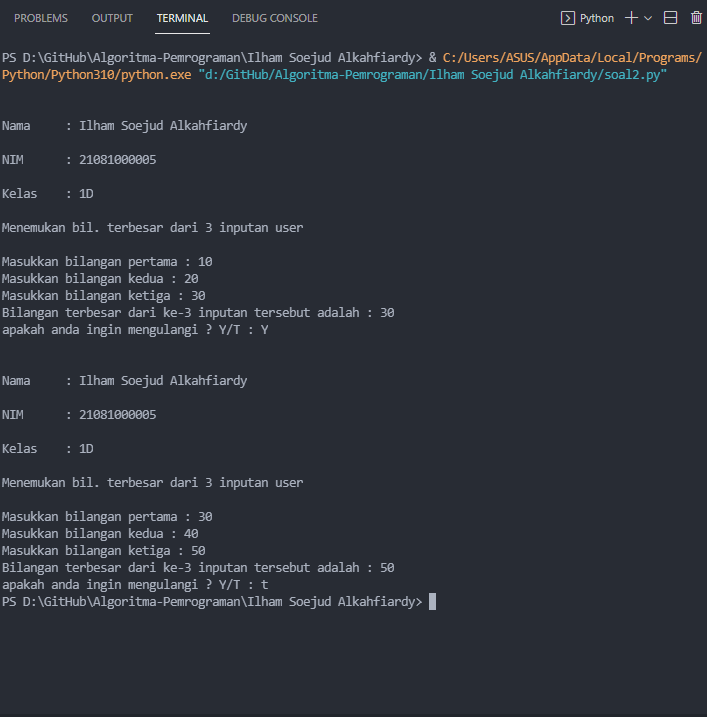 PROBLEMS OUTPUT TERMINAL DEBUG CONSOLE Python
PS D:\GitHub\Algoritma-Pemrograman\Ilham Soejud Alkahfiardy> & C:/Users/ASUS/AppData/Local/Programs/
Python/Python310/python.exe "d:/GitHub/Algoritma-Pemrograman/Ilham Soejud Alkahfiardy/soal2.py"
Nama : Ilham Soejud Alkahfiardy
NIM : 21081000005
Kelas : 1D
Menemukan bil. terbesar dari 3 inputan user
Masukkan bilangan pertama : 10
Masukkan bilangan kedua : 20
Masukkan bilangan ketiga : 30
Bilangan terbesar dari ke-3 inputan tersebut adalah : 30
apakah anda ingin mengulangi ? Y/T : Y
Nama : Ilham Soejud Alkahfiardy
NIM : 21081000005
Kelas : 1D
Menemukan bil. terbesar dari 3 inputan user
Masukkan bilangan pertama : 30
Masukkan bilangan kedua : 40
Masukkan bilangan ketiga : 50
Bilangan terbesar dari ke-3 inputan tersebut adalah : 50
apakah anda ingin mengulangi ? Y/T : t
PS D:\GitHub\Algoritma-Pemrograman\Ilham Soejud Alkahfiardy>